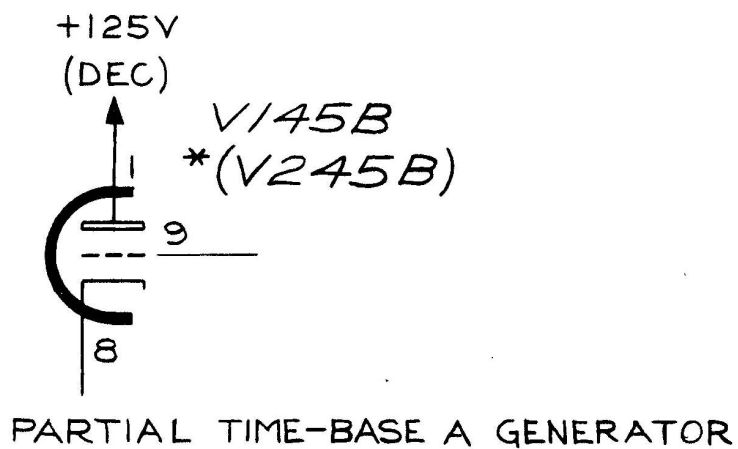 +125V
(DEC)
V145B
*(V245B)
1
9
8
PARTIAL TIME-BASE A GENERATOR